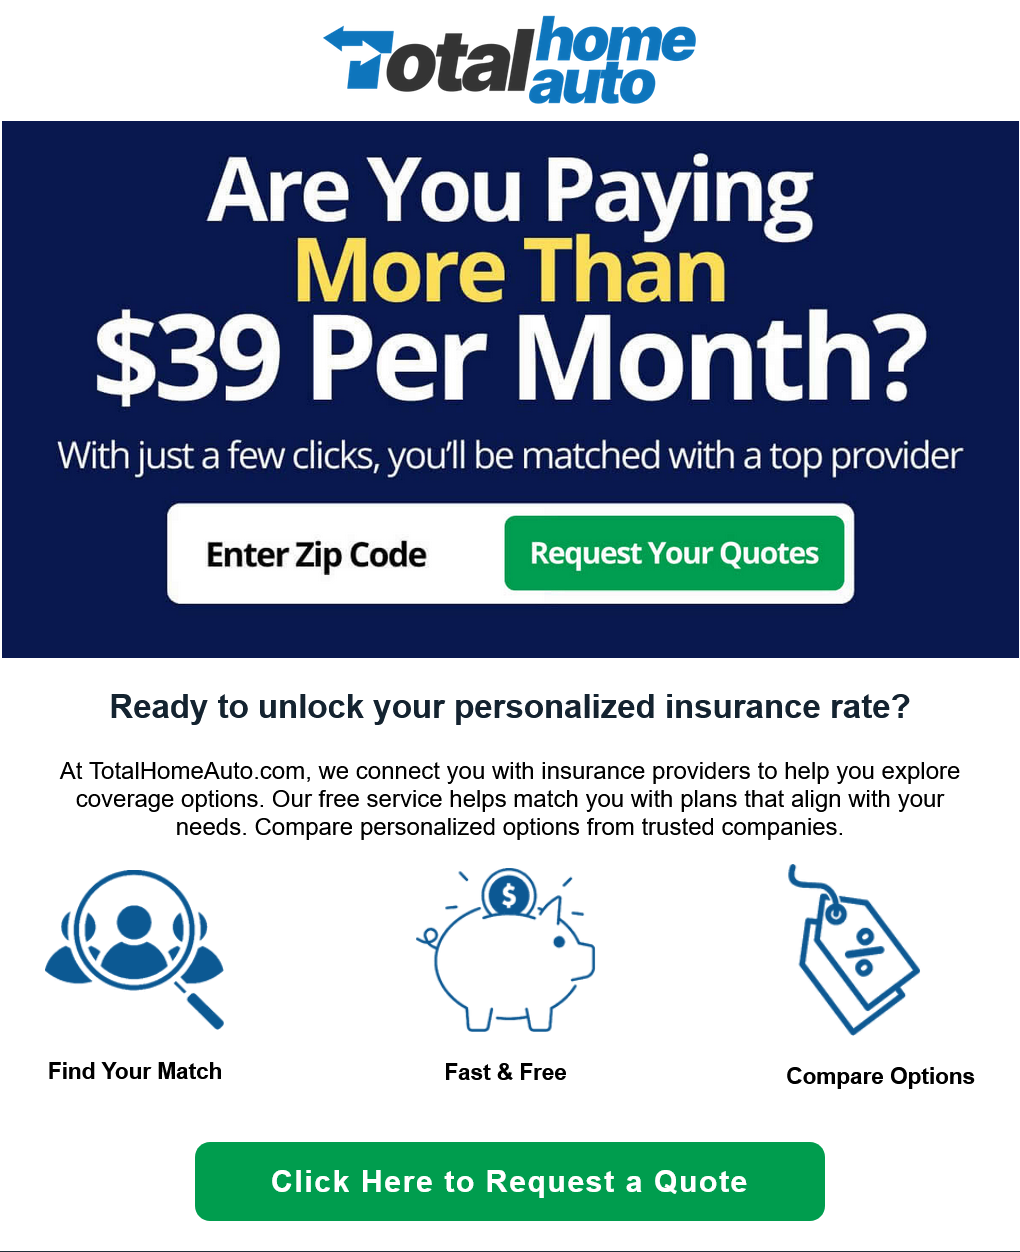 Total home auto
Are You Paying
More Than
$39 Per Month?
With just a few clicks, you'll be matched with a top provider
Enter Zip Code
Request Your Quotes
Ready to unlock your personalized insurance rate?
At TotalHomeAuto.com, we connect you with insurance providers to help you explore
coverage options. Our free service helps match you with plans that align with your
needs. Compare personalized options from trusted companies.
$
%
Find Your Match
Fast & Free
Compare Options
Click Here to Request a Quote